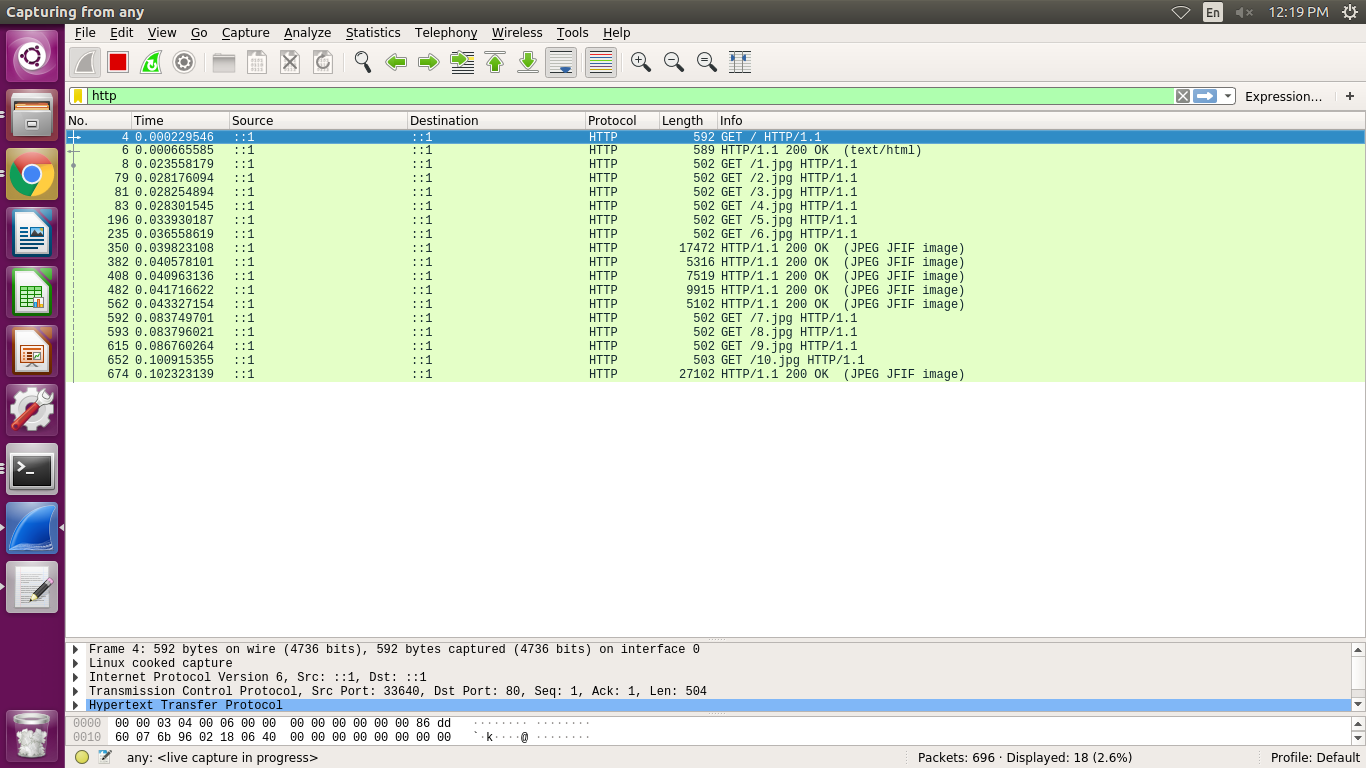 Capturing from any En 12:19 PM
File Edit View Go Capture Analyze Statistics Telephony Wireless Tools Help
http Expression… +
No. Time Source Destination Protocol Length Info
4 0.000229546 ::1 ::1 HTTP 592 GET / HTTP/1.1
6 0.000665585 ::1 ::1 HTTP 589 HTTP/1.1 200 OK (text/html)
8 0.023558179 ::1 ::1 HTTP 502 GET /1.jpg HTTP/1.1
79 0.028176094 ::1 ::1 HTTP 502 GET /2.jpg HTTP/1.1
81 0.028254894 ::1 ::1 HTTP 502 GET /3.jpg HTTP/1.1
83 0.028301545 ::1 ::1 HTTP 502 GET /4.jpg HTTP/1.1
196 0.033930187 ::1 ::1 HTTP 502 GET /5.jpg HTTP/1.1
235 0.036558619 ::1 ::1 HTTP 502 GET /6.jpg HTTP/1.1
350 0.039823108 ::1 ::1 HTTP 17472 HTTP/1.1 200 OK (JPEG JFIF image)
382 0.040578101 ::1 ::1 HTTP 5316 HTTP/1.1 200 OK (JPEG JFIF image)
408 0.040963136 ::1 ::1 HTTP 7519 HTTP/1.1 200 OK (JPEG JFIF image)
482 0.041716622 ::1 ::1 HTTP 9915 HTTP/1.1 200 OK (JPEG JFIF image)
562 0.043327154 ::1 ::1 HTTP 5102 HTTP/1.1 200 OK (JPEG JFIF image)
592 0.083749701 ::1 ::1 HTTP 502 GET /7.jpg HTTP/1.1
593 0.083796021 ::1 ::1 HTTP 502 GET /8.jpg HTTP/1.1
615 0.086760264 ::1 ::1 HTTP 502 GET /9.jpg HTTP/1.1
652 0.100915355 ::1 ::1 HTTP 503 GET /10.jpg HTTP/1.1
674 0.102323139 ::1 ::1 HTTP 27102 HTTP/1.1 200 OK (JPEG JFIF image)
Frame 4: 592 bytes on wire (4736 bits), 592 bytes captured (4736 bits) on interface 0
Linux cooked capture
Internet Protocol Version 6, Src: ::1, Dst: ::1
Transmission Control Protocol, Src Port: 33640, Dst Port: 80, Seq: 1, Ack: 1, Len: 504
Hypertext Transfer Protocol
0000 00 00 03 04 00 06 00 00 00 00 00 00 00 00 86 dd ········ ········
0010 60 07 6b 96 02 18 06 40 00 00 00 00 00 00 00 00 `·k····@ ········
any: <live capture in progress> Packets: 696 · Displayed: 18 (2.6%) Profile: Default